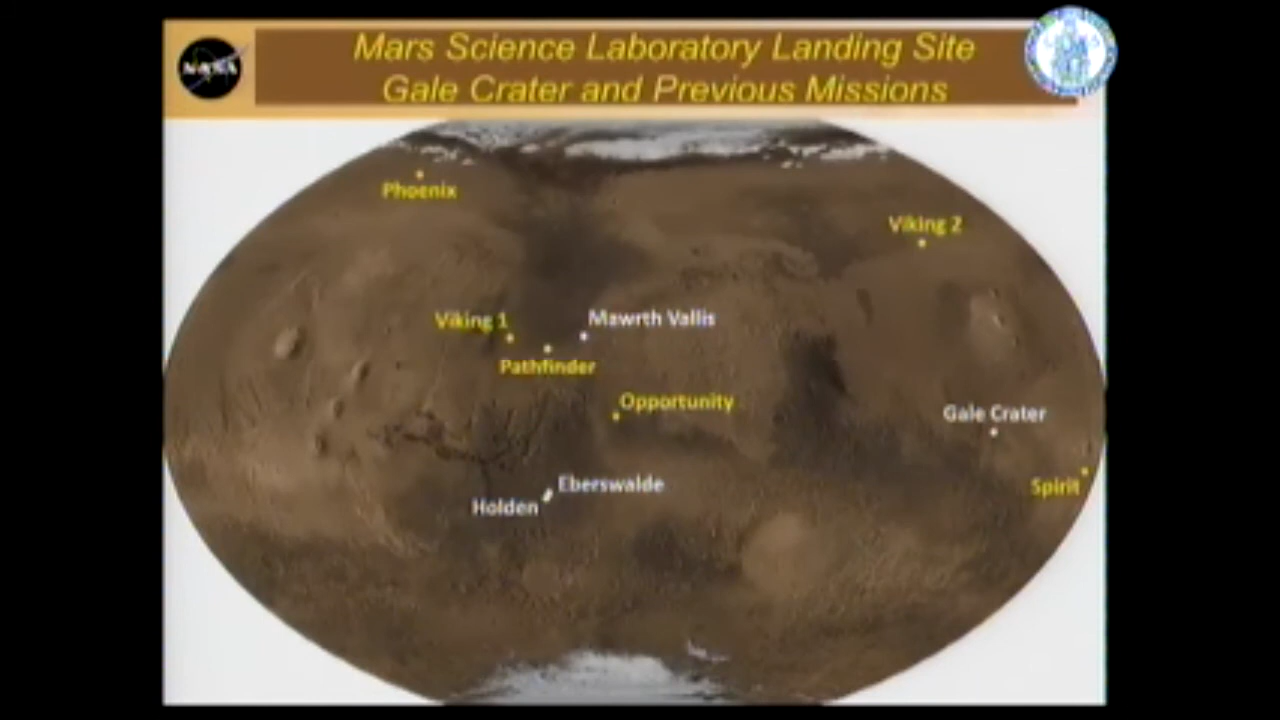 Mars Science Laboratory Landing Site
Gale Crater and Previous Missions
NASA
Phoenix
Viking 2
Viking 1
Mawrth Vallis
Pathfinder
Opportunity
Gale Crater
Spirit
Eberswalde
Holden